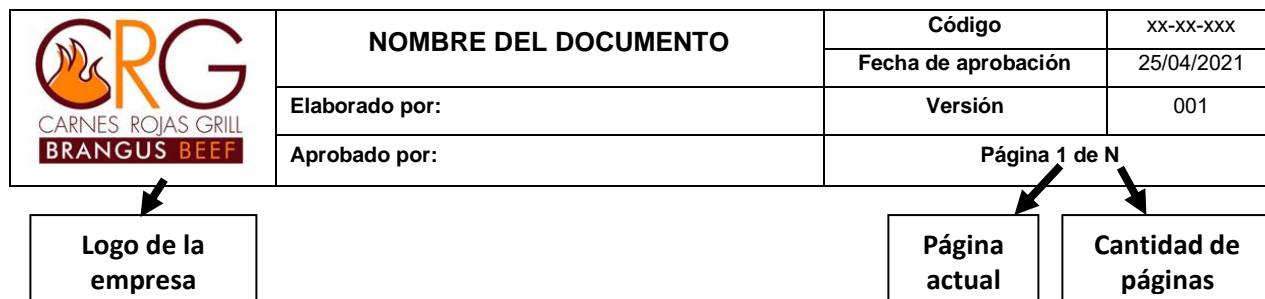 CRG
CARNES ROJAS GRILL
BRANGUS BEEF
NOMBRE DEL DOCUMENTO
Código
xx-xx-xxx
Fecha de aprobación
25/04/2021
Elaborado por:
Versión
001
Aprobado por:
Página 1 de N
Logo de la
empresa
Página
actual
Cantidad de
páginas